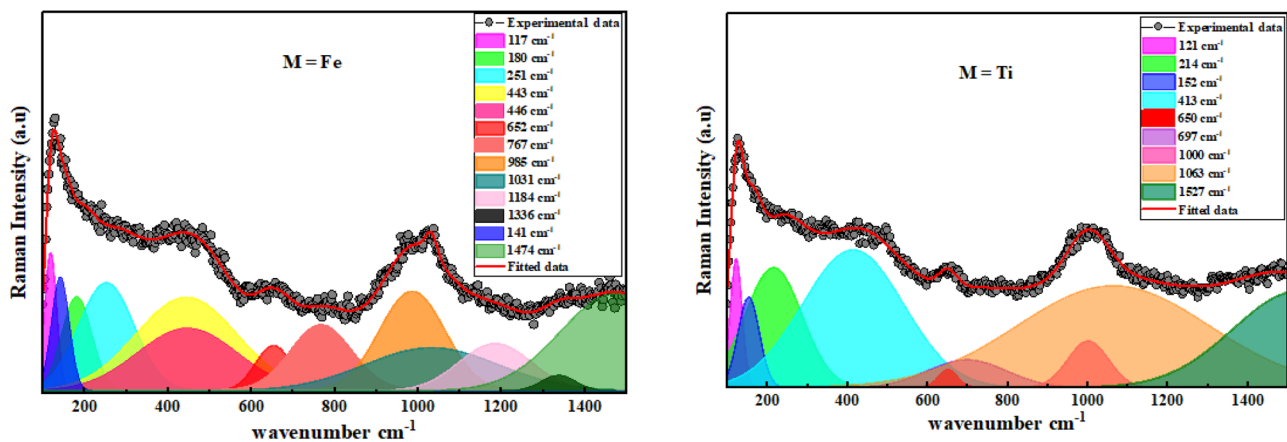 Raman Intensity (a.u)
M = Fe
Experimental data
117 cm⁻¹
180 cm⁻¹
251 cm⁻¹
443 cm⁻¹
446 cm⁻¹
652 cm⁻¹
767 cm⁻¹
985 cm⁻¹
1031 cm⁻¹
1184 cm⁻¹
1336 cm⁻¹
141 cm⁻¹
1474 cm⁻¹
Fitted data
200 400 600 800 1000 1200 1400
wavenumber cm⁻¹
Raman Intensity (a.u)
M = Ti
Experimental data
121 cm⁻¹
214 cm⁻¹
152 cm⁻¹
413 cm⁻¹
650 cm⁻¹
697 cm⁻¹
1000 cm⁻¹
1063 cm⁻¹
1527 cm⁻¹
Fitted data
200 400 600 800 1000 1200 1400
wavenumber cm⁻¹